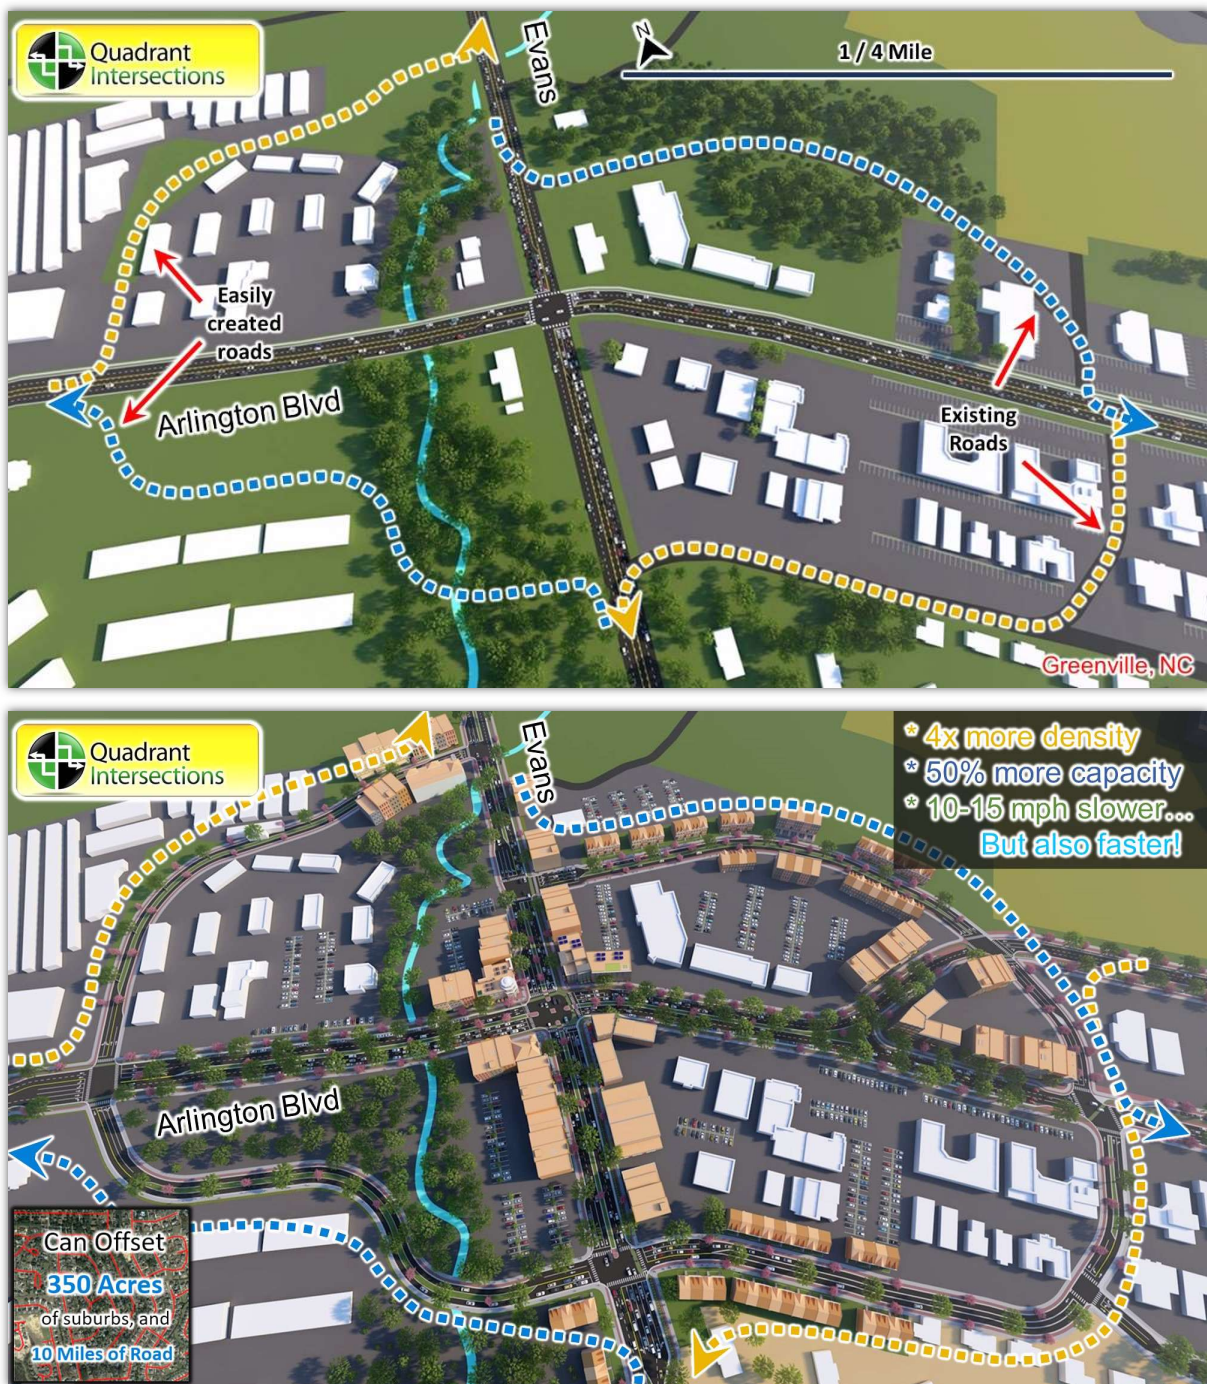 Quadrant
Intersections
Evans
N
1 / 4 Mile
Easily
created
roads
Arlington Blvd
Existing
Roads
Greenville, NC
Quadrant
Intersections
Evans
* 4x more density
* 50% more capacity
* 10-15 mph slower...
But also faster!
Arlington Blvd
Can Offset
350 Acres
of suburbs, and
10 Miles of Road